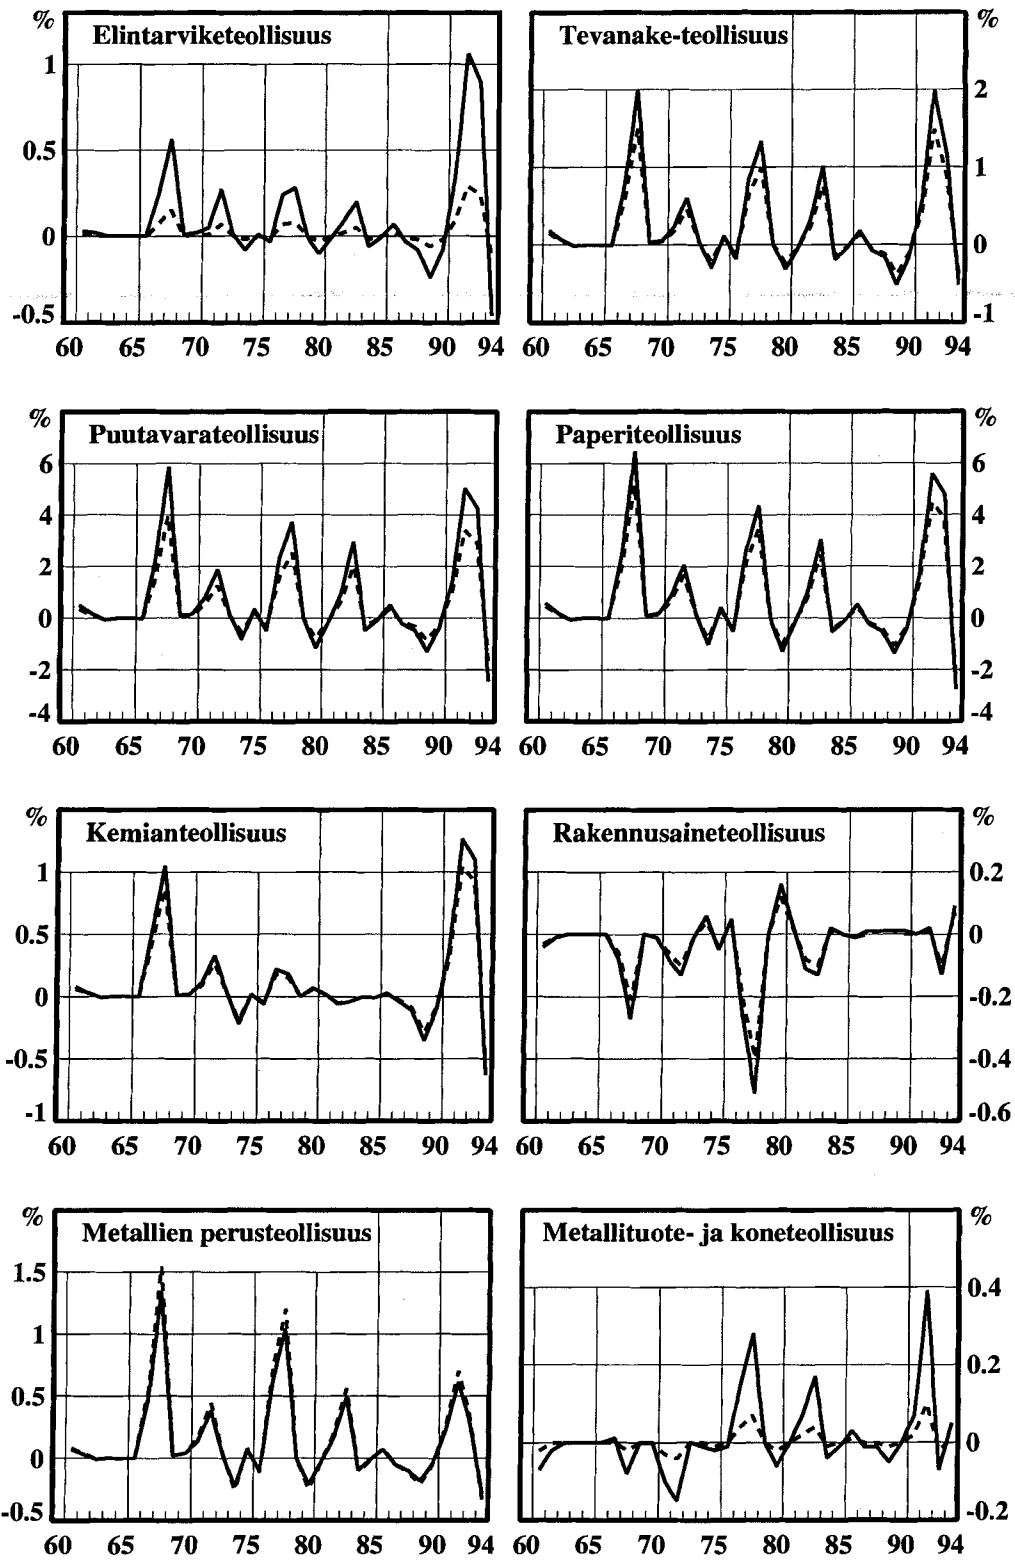 %
Elintarviketeollisuus
1
0.5
0
-0.5
60 65 70 75 80 85 90 94
%
Tevanake-teollisuus
2
1
0
-1
60 65 70 75 80 85 90 94
%
Puutavarateollisuus
6
4
2
0
-2
-4
60 65 70 75 80 85 90 94
%
Paperiteollisuus
6
4
2
0
-2
-4
60 65 70 75 80 85 90 94
%
Kemianteollisuus
1
0.5
0
-0.5
-1
60 65 70 75 80 85 90 94
%
Rakennusaineteollisuus
0.2
0
-0.2
-0.4
-0.6
60 65 70 75 80 85 90 94
%
Metallien perusteollisuus
1.5
1
0.5
0
-0.5
60 65 70 75 80 85 90 94
%
Metallituote- ja koneteollisuus
0.4
0.2
0
-0.2
60 65 70 75 80 85 90 94